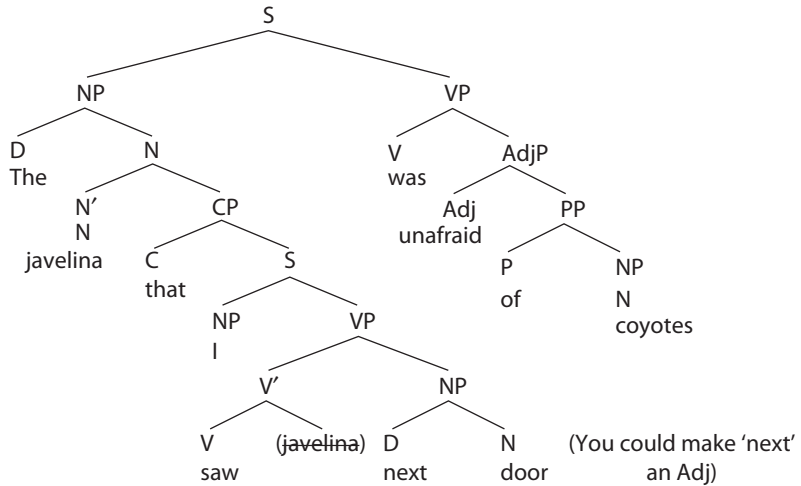 S
NP VP
D N V AdjP
The was
N′ CP Adj PP
N unafraid
javelina C S P NP
that of N
NP VP coyotes
I
V′ NP
V (javelina) D N (You could make ‘next’
saw next door an Adj)